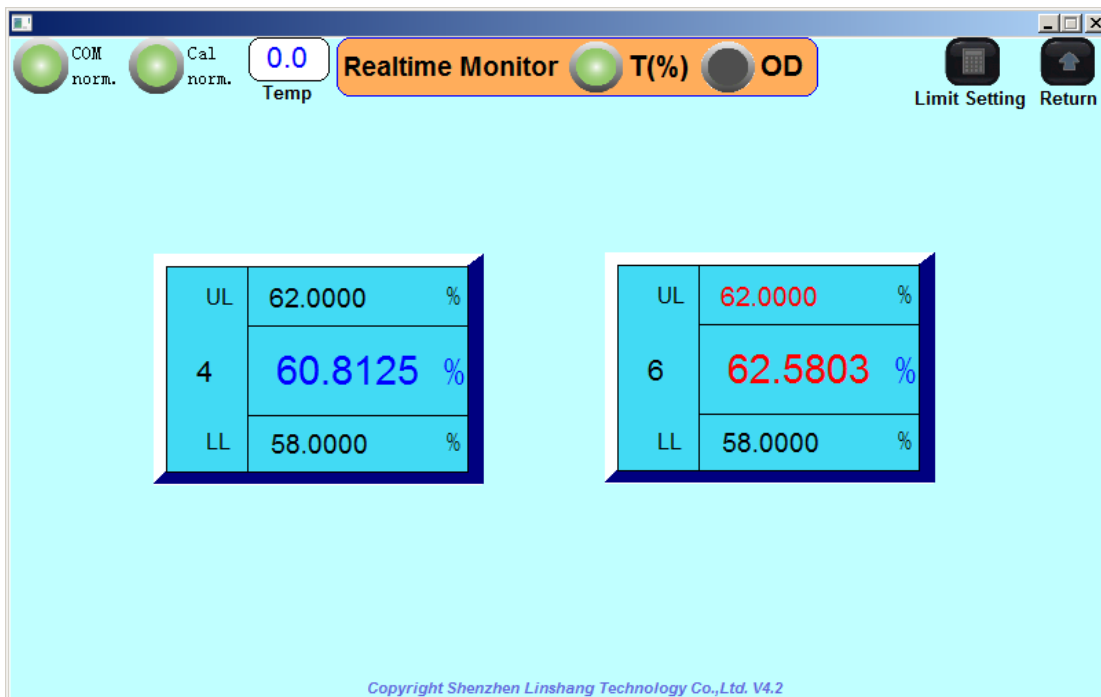 COM
norm.
Cal
norm.
0.0
Temp
Realtime Monitor T(%) OD
Limit Setting
Return
UL 62.0000 %
4 60.8125 %
LL 58.0000 %
UL 62.0000 %
6 62.5803 %
LL 58.0000 %
Copyright Shenzhen Linshang Technology Co.,Ltd. V4.2